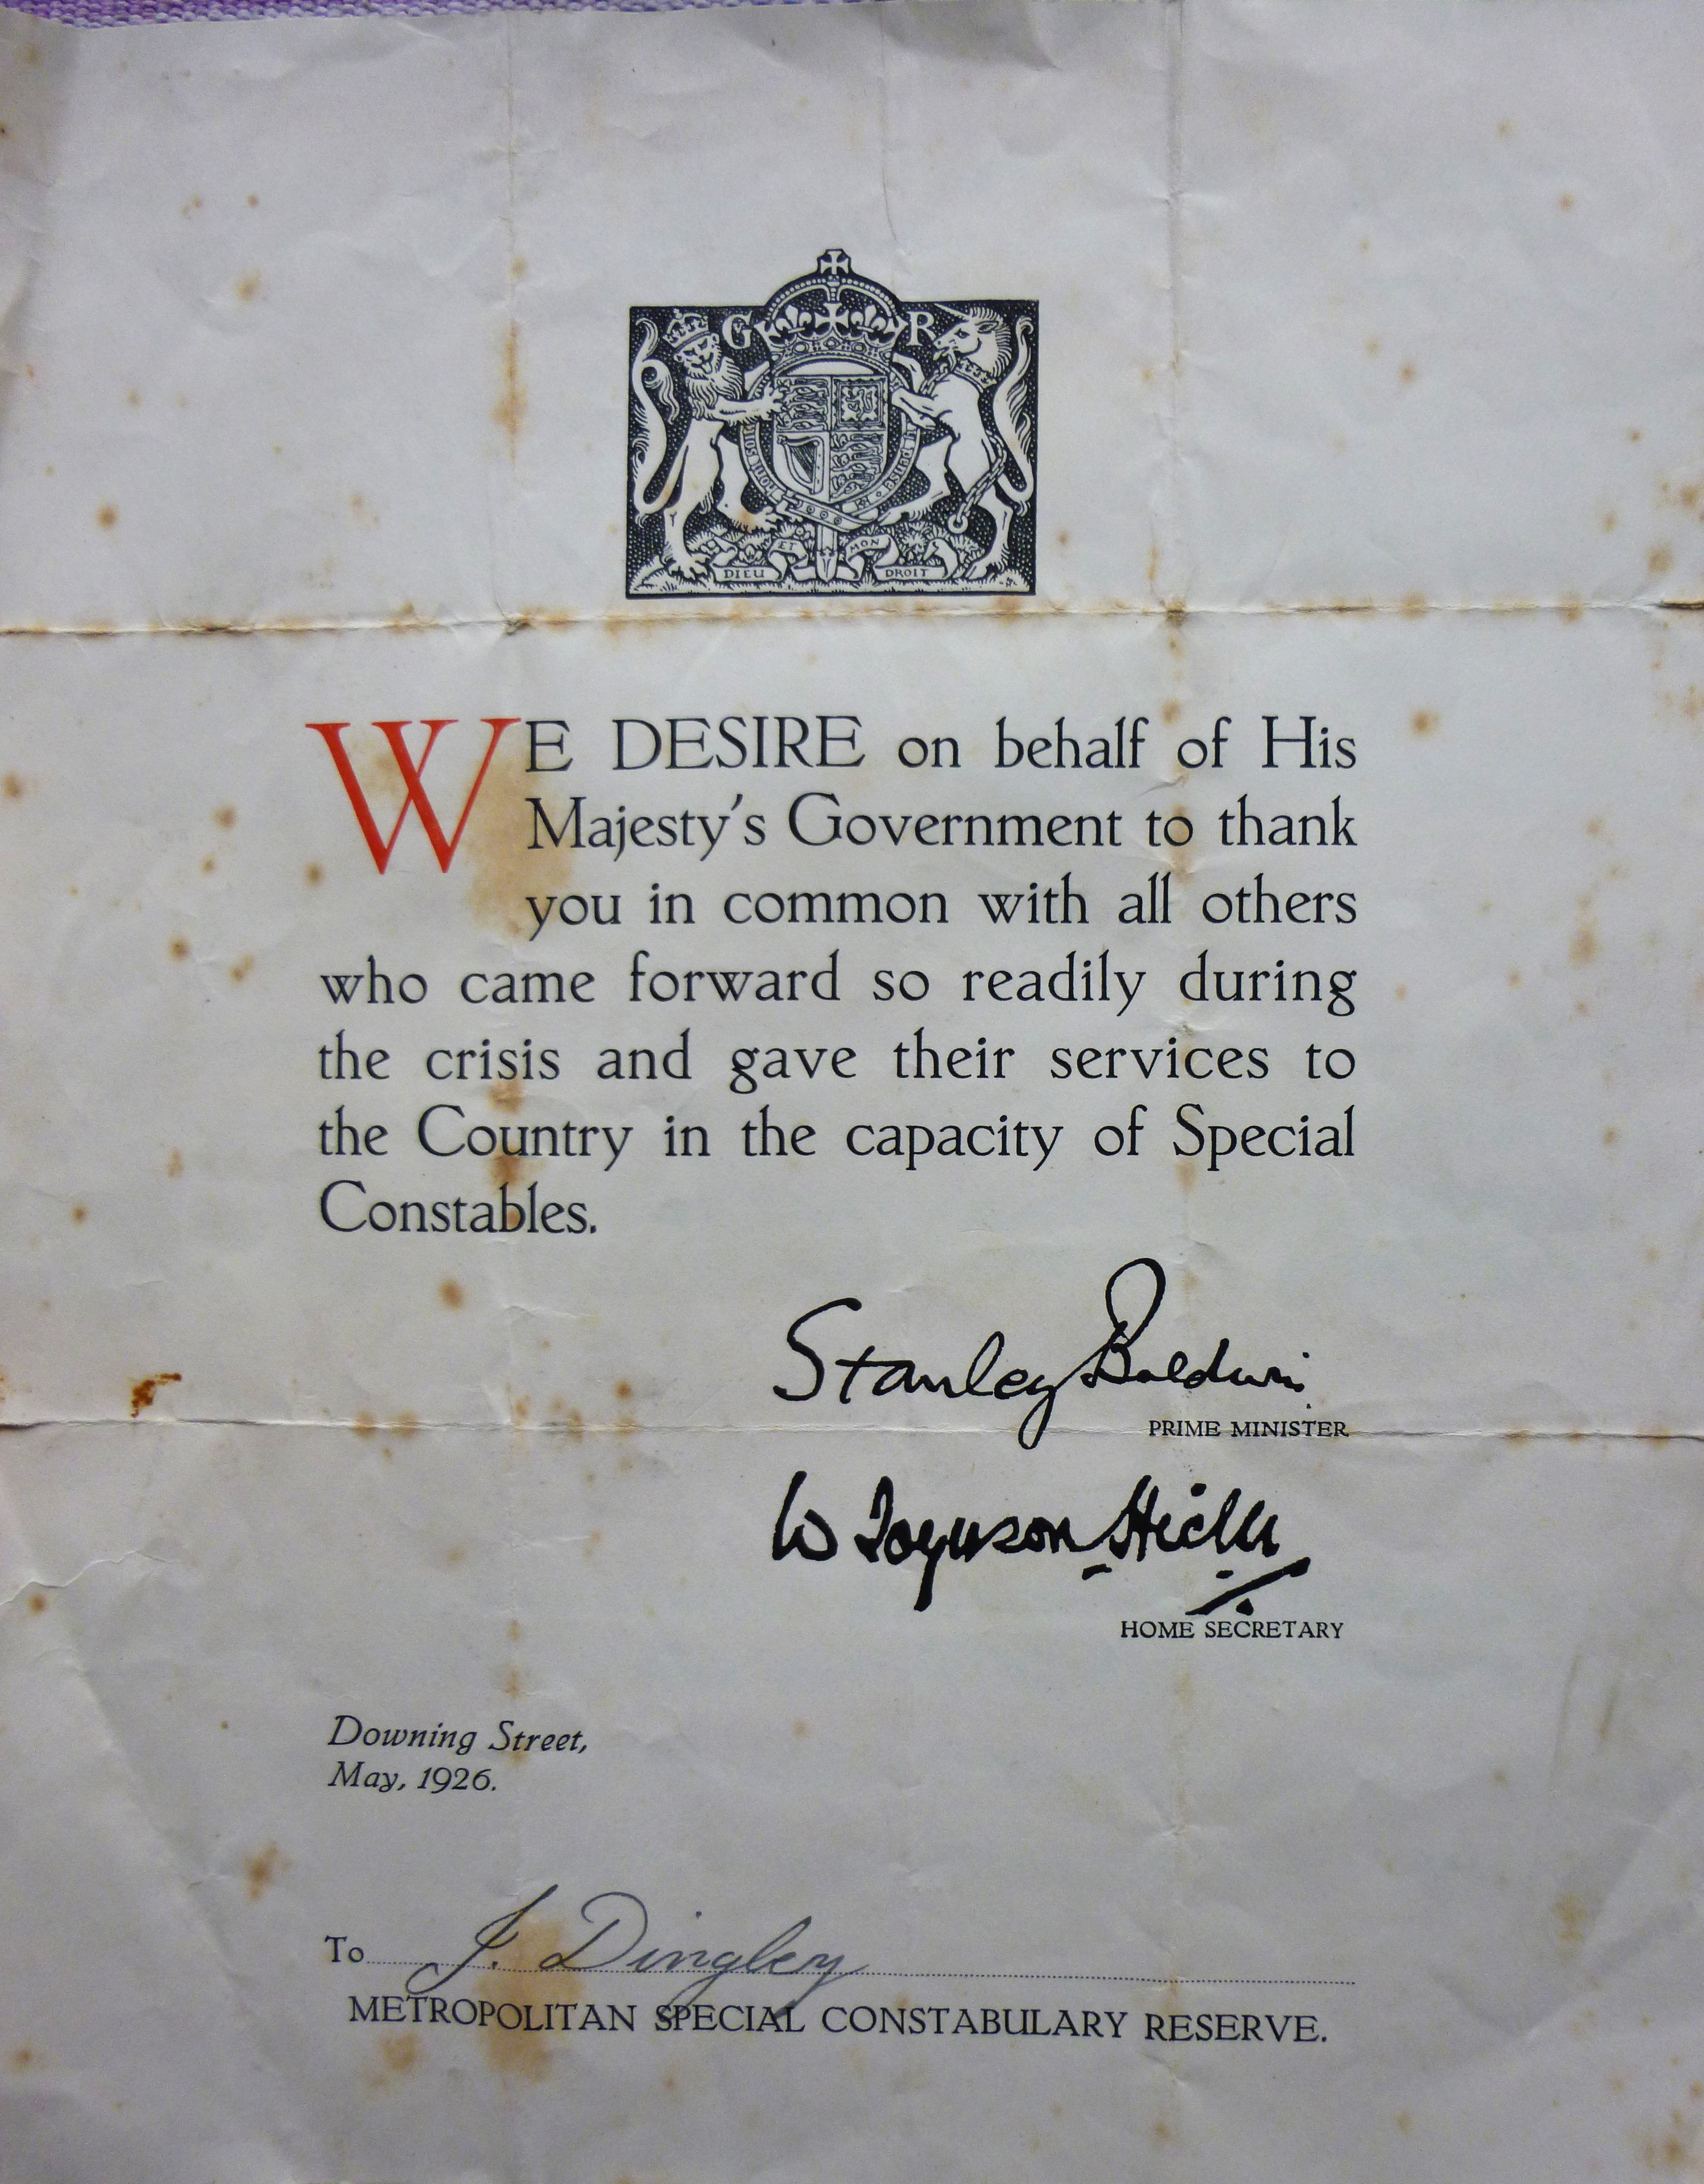 G R
HONI SOIT
DIEU ET MON DROIT
WE DESIRE on behalf of His
Majesty's Government to thank
you in common with all others
who came forward so readily during
the crisis and gave their services to
the Country in the capacity of Special
Constables.
Stanley Baldwin
PRIME MINISTER
W Joynson-Hicks
HOME SECRETARY
Downing Street,
May, 1926.
To J. Dingley
METROPOLITAN SPECIAL CONSTABULARY RESERVE.